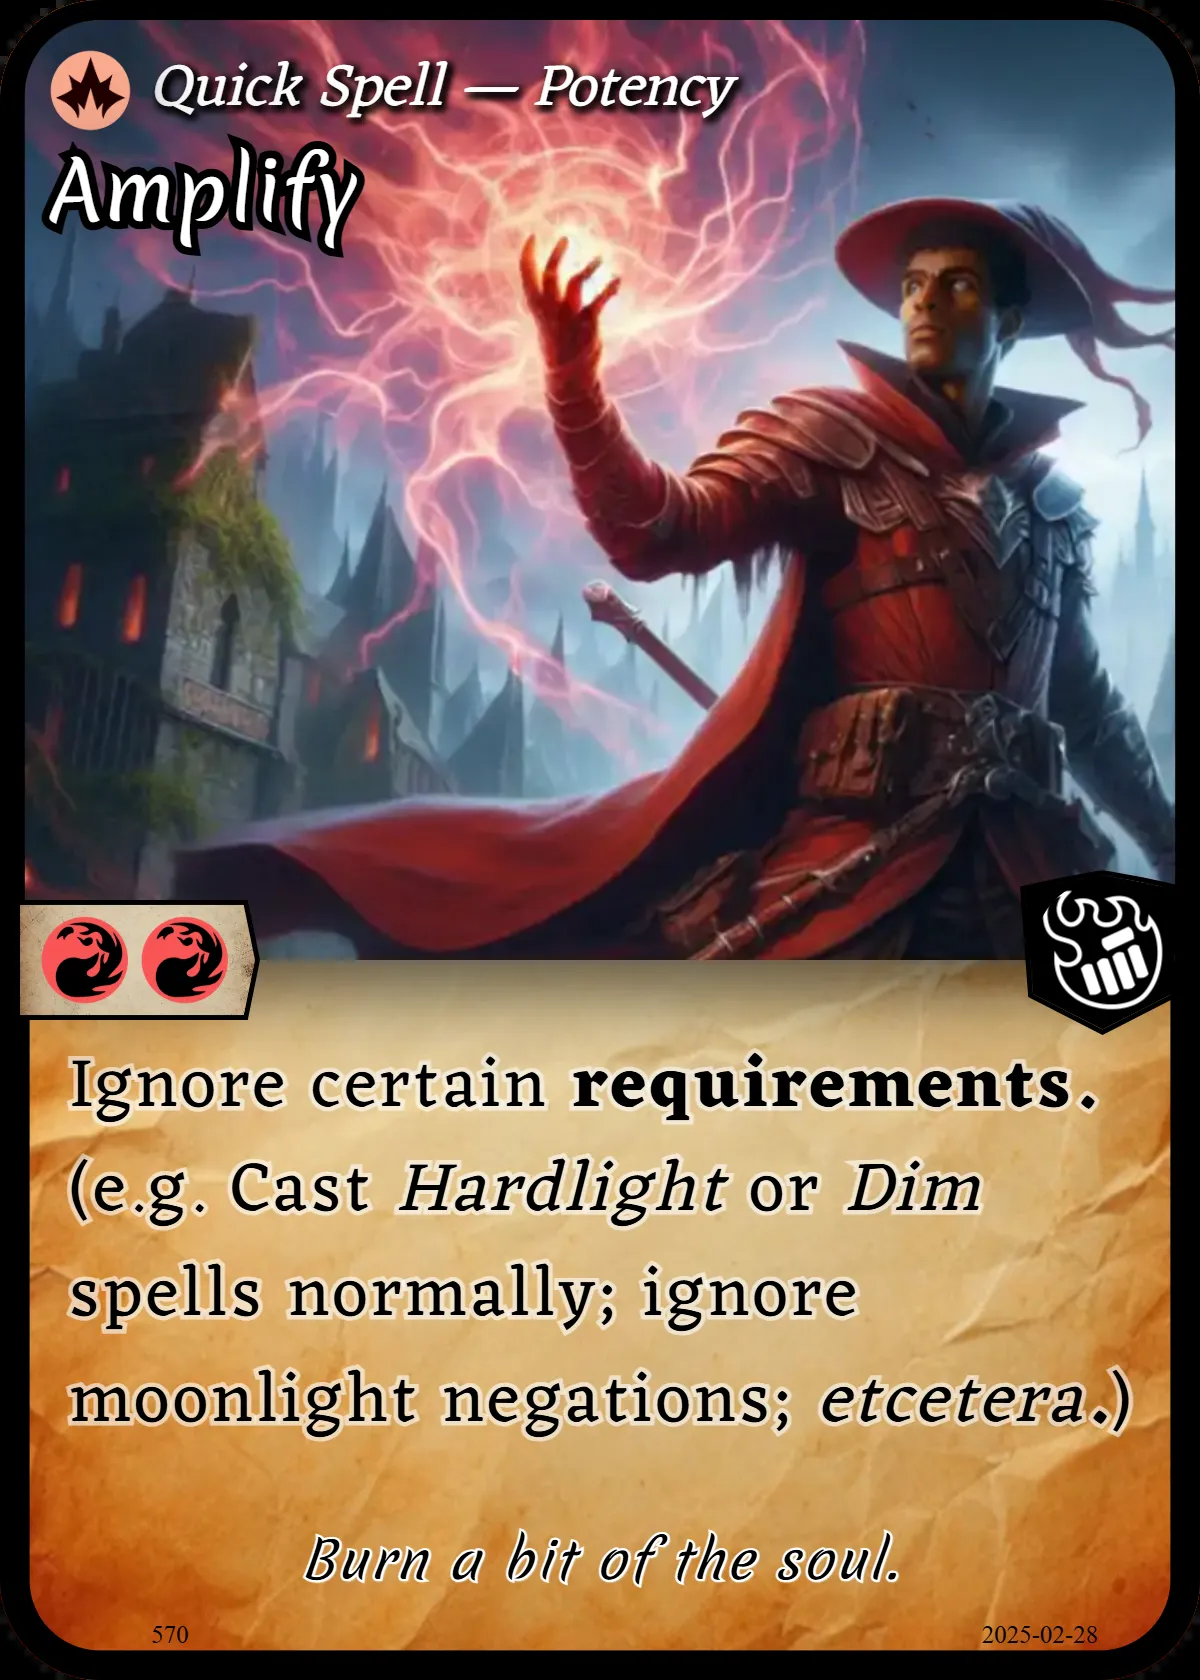 Quick Spell — Potency
Amplify
Ignore certain requirements.
(e.g. Cast Hardlight or Dim
spells normally; ignore
moonlight negations; etcetera.)
Burn a bit of the soul.
570
2025-02-28